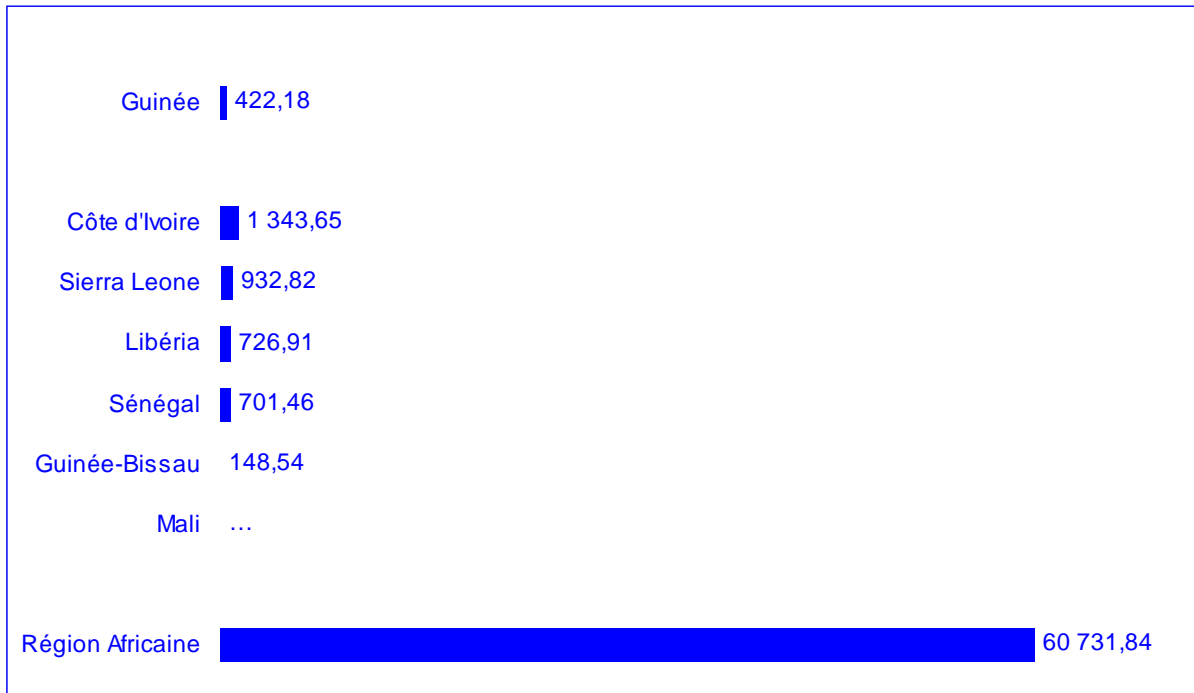 Guinée 422,18
Côte d'Ivoire 1 343,65
Sierra Leone 932,82
Libéria 726,91
Sénégal 701,46
Guinée-Bissau 148,54
Mali …
Région Africaine 60 731,84